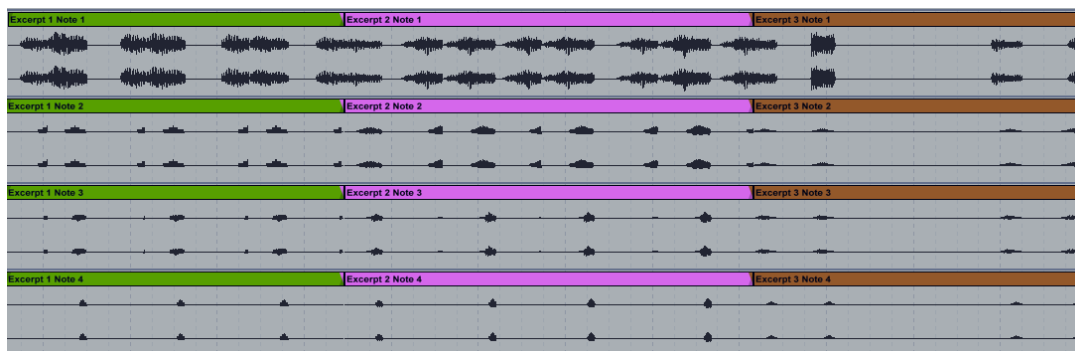 Excerpt 1 Note 1 Excerpt 2 Note 1 Excerpt 3 Note 1
Excerpt 1 Note 2 Excerpt 2 Note 2 Excerpt 3 Note 2
Excerpt 1 Note 3 Excerpt 2 Note 3 Excerpt 3 Note 3
Excerpt 1 Note 4 Excerpt 2 Note 4 Excerpt 3 Note 4